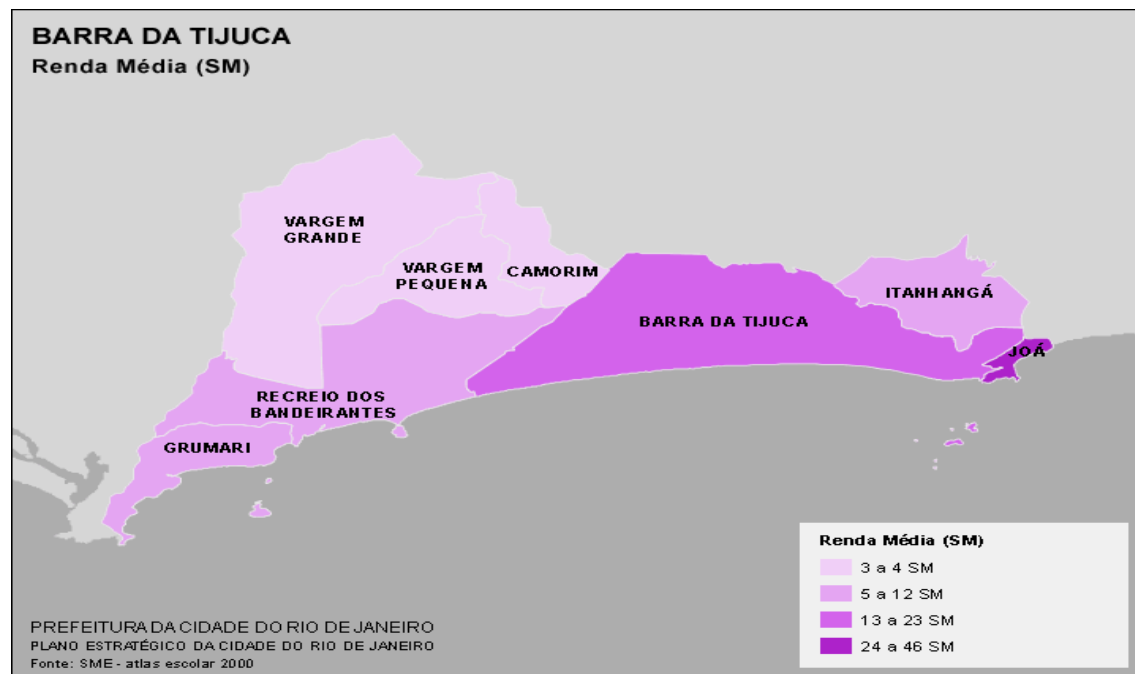 BARRA DA TIJUCA
Renda Média (SM)
VARGEM
GRANDE
VARGEM
PEQUENA
CAMORIM
ITANHANGÁ
BARRA DA TIJUCA
JOÁ
RECREIO DOS
BANDEIRANTES
GRUMARI
Renda Média (SM)
3 a 4 SM
5 a 12 SM
13 a 23 SM
24 a 46 SM
PREFEITURA DA CIDADE DO RIO DE JANEIRO
PLANO ESTRATÉGICO DA CIDADE DO RIO DE JANEIRO
Fonte: SME - atlas escolar 2000